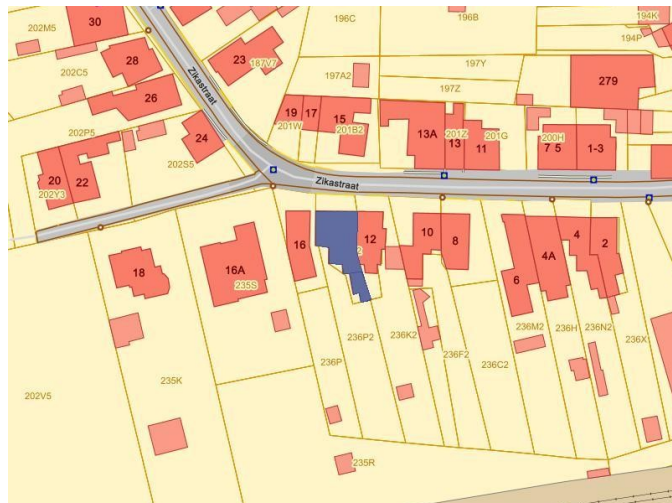 202M5
30
196C
196B
194K
194P
28
23
187V7
197Y
202C5
197A2
279
26
197Z
Zikastraat
19
17
15
201W
201B2
13A
201Z
13
201G
11
200H
7
5
1-3
202P5
24
202S5
20
22
202Y3
Zikastraat
16
12
10
8
4
2
18
16A
235S
6
4A
236P2
236K2
236M2
236H
236N2
236X
236P
236F2
236C2
202V5
235K
235R